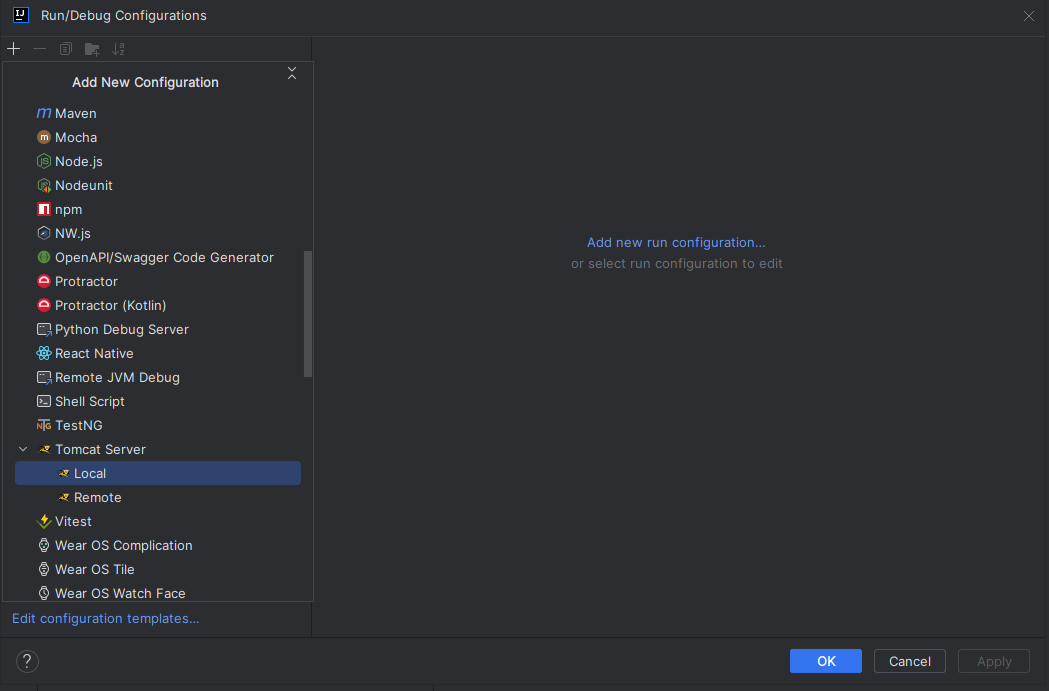 Run/Debug Configurations
Add New Configuration
Maven
Mocha
Node.js
Nodeunit
npm
NW.js
OpenAPI/Swagger Code Generator
Protractor
Protractor (Kotlin)
Python Debug Server
React Native
Remote JVM Debug
Shell Script
TestNG
Tomcat Server
Local
Remote
Vitest
Wear OS Complication
Wear OS Tile
Wear OS Watch Face
Add new run configuration...
or select run configuration to edit
Edit configuration templates...
?
OK
Cancel
Apply